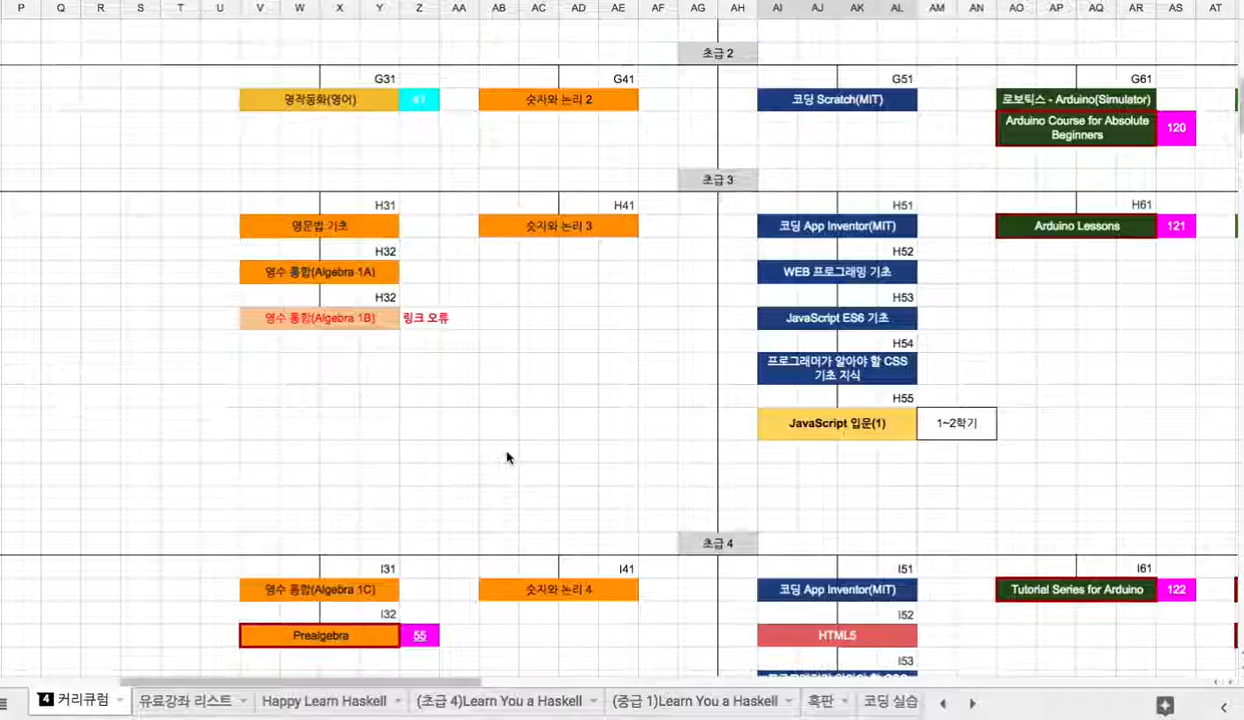 P Q R S T U V W X Y Z AA AB AC AD AE AF AG AH AI AJ AK AL AM AN AO AP AQ AR AS AT
초급 2
G31 G41 G51 G61
영작동화(영어) 41 숫자와 논리 2 코딩 Scratch(MIT) 로보틱스 - Arduino(Simulator)
Arduino Course for Absolute
Beginners
120
초급 3
H31 H41 H51 H61
영문법 기초 숫자와 논리 3 코딩 App Inventor(MIT) Arduino Lessons 121
H32 H52
영수 통합(Algebra 1A) WEB 프로그래밍 기초
H32 H53
영수 통합(Algebra 1B) 링크 오류 JavaScript ES6 기초
H54
프로그래머가 알아야 할 CSS
기초 지식
H55
JavaScript 입문(1) 1~2학기
초급 4
I31 I41 I51 I61
영수 통합(Algebra 1C) 숫자와 논리 4 코딩 App Inventor(MIT) Tutorial Series for Arduino 122
I32 I52
Prealgebra 55 HTML5
I53
4 커리큐럼 유료강좌 리스트 Happy Learn Haskell (초급 4)Learn You a Haskell (중급 1)Learn You a Haskell 흑판 코딩 실습